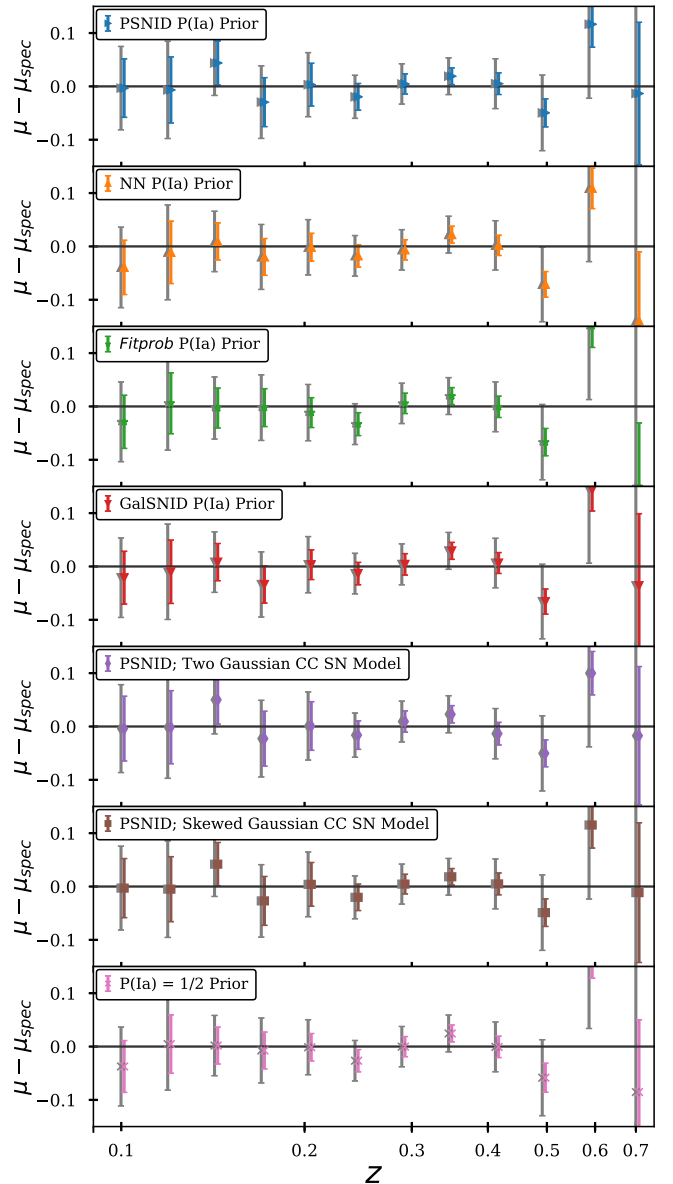 PSNID P(Ia) Prior
0.1
0.0
−0.1
μ − μspec
NN P(Ia) Prior
0.1
0.0
−0.1
μ − μspec
Fitprob P(Ia) Prior
0.1
0.0
−0.1
μ − μspec
GalSNID P(Ia) Prior
0.1
0.0
−0.1
μ − μspec
PSNID; Two Gaussian CC SN Model
0.1
0.0
−0.1
μ − μspec
PSNID; Skewed Gaussian CC SN Model
0.1
0.0
−0.1
μ − μspec
P(Ia) = 1/2 Prior
0.1
0.0
−0.1
μ − μspec
0.1 0.2 0.3 0.4 0.5 0.6 0.7
z